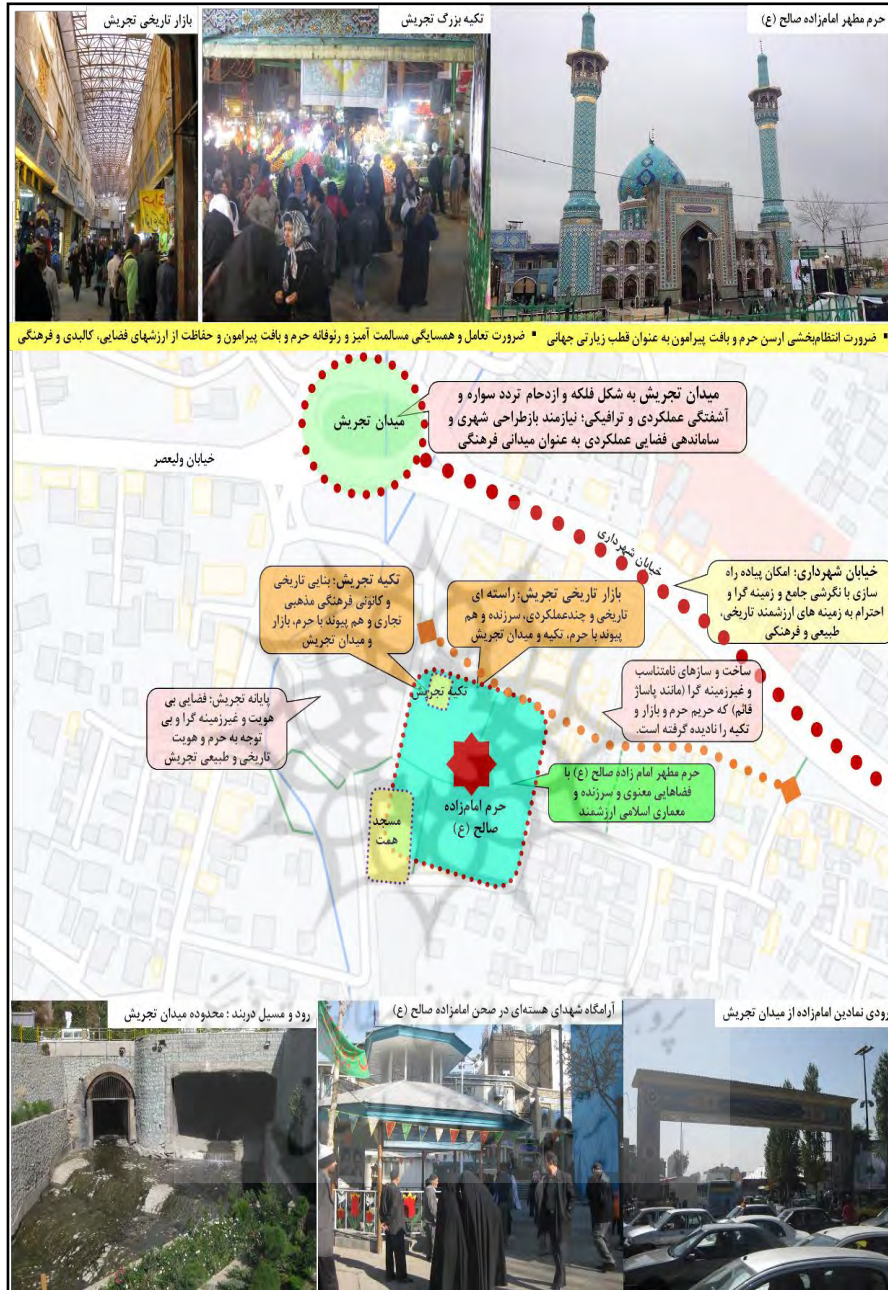 حرم مطهر امام‌زاده صالح (ع)
تکیه بزرگ تجریش
بازار تاریخی تجریش
▪ ضرورت انتظام‌بخشی ارسن حرم و بافت پیرامون به عنوان قطب زیارتی جهانی
▪ ضرورت تعامل و همسایگی مسالمت آمیز و رئوفانه حرم و بافت پیرامون و حفاظت از ارزشهای فضایی، کالبدی و فرهنگی
میدان تجریش به شکل فلکه و ازدحام تردد سواره و
آشفتگی عملکردی و ترافیکی؛ نیازمند بازطراحی شهری و
ساماندهی فضایی عملکردی به عنوان میدانی فرهنگی
میدان تجریش
خیابان ولیعصر
خیابان شهرداری
خیابان شهرداری: امکان پیاده راه
سازی با نگرشی جامع و زمینه گرا و
احترام به زمینه های ارزشمند تاریخی،
طبیعی و فرهنگی
بازار تاریخی تجریش: راسته ای
تاریخی و چندعملکردی، سرزنده و هم
پیوند با حرم، تکیه و میدان تجریش
تکیه تجریش: بنایی تاریخی
و کانونی فرهنگی مذهبی
تجاری و هم پیوند با حرم، بازار
و میدان تجریش
ساخت و سازهای نامتناسب
و غیرزمینه گرا (مانند پاساژ
قائم) که حریم حرم و بازار و
تکیه را نادیده گرفته است.
پایانه تجریش: فضایی بی
هویت و غیرزمینه گرا و بی
توجه به حرم و هویت
تاریخی و طبیعی تجریش
تکیه تجریش
حرم مطهر امام زاده صالح (ع) با
فضاهایی معنوی و سرزنده و
معماری اسلامی ارزشمند
حرم امام‌زاده
صالح (ع)
مسجد
همت
رودی نمادین امام‌زاده از میدان تجریش
آرامگاه شهدای هسته‌ای در صحن امامزاده صالح (ع)
رود و مسیل دربند : محدوده میدان تجریش